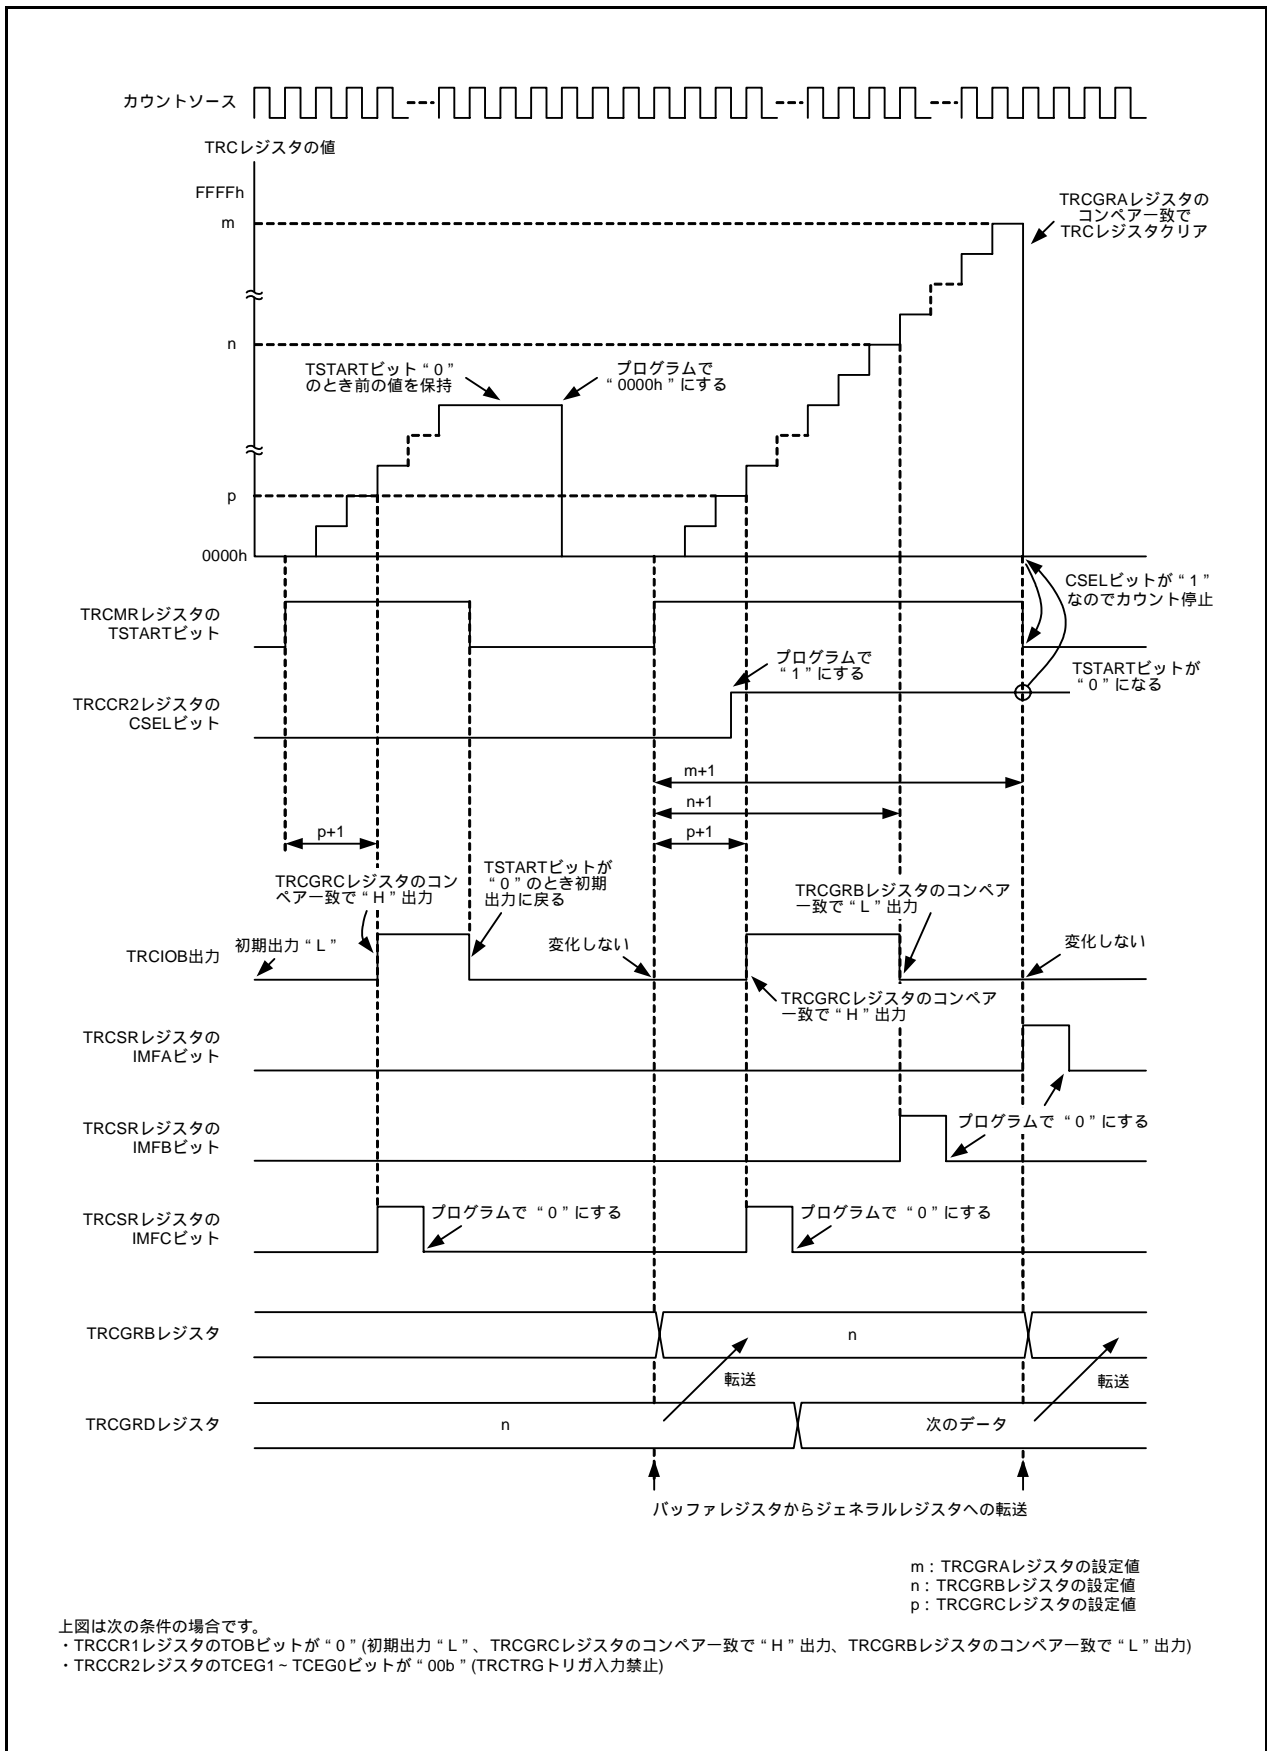 カウントソース
TRCレジスタの値
FFFFh
m
TRCGRAレジスタの
コンペア一致で
TRCレジスタクリア
n
TSTARTビット“0”
のとき前の値を保持
プログラムで
“0000h”にする
p
0000h
CSELビットが“1”
なのでカウント停止
TRCMRレジスタの
TSTARTビット
プログラムで
“1”にする
TSTARTビットが
“0”になる
TRCCR2レジスタの
CSELビット
m+1
n+1
p+1
p+1
TRCGRCレジスタのコン
ペア一致で“H”出力
TSTARTビットが
“0”のとき初期
出力に戻る
TRCGRBレジスタのコンペア
一致で“L”出力
TRCIOB出力
初期出力“L”
変化しない
変化しない
TRCGRCレジスタのコンペア
一致で“H”出力
TRCSRレジスタの
IMFAビット
プログラムで“0”にする
TRCSRレジスタの
IMFBビット
TRCSRレジスタの
IMFCビット
プログラムで“0”にする
プログラムで“0”にする
TRCGRBレジスタ
n
転送
転送
TRCGRDレジスタ
n
次のデータ
バッファレジスタからジェネラルレジスタへの転送
m:TRCGRAレジスタの設定値
n:TRCGRBレジスタの設定値
p:TRCGRCレジスタの設定値
上図は次の条件の場合です。
・TRCCR1レジスタのTOBビットが“0”(初期出力“L”、TRCGRCレジスタのコンペア一致で“H”出力、TRCGRBレジスタのコンペア一致で“L”出力)
・TRCCR2レジスタのTCEG1~TCEG0ビットが“00b”(TRCTRGトリガ入力禁止)